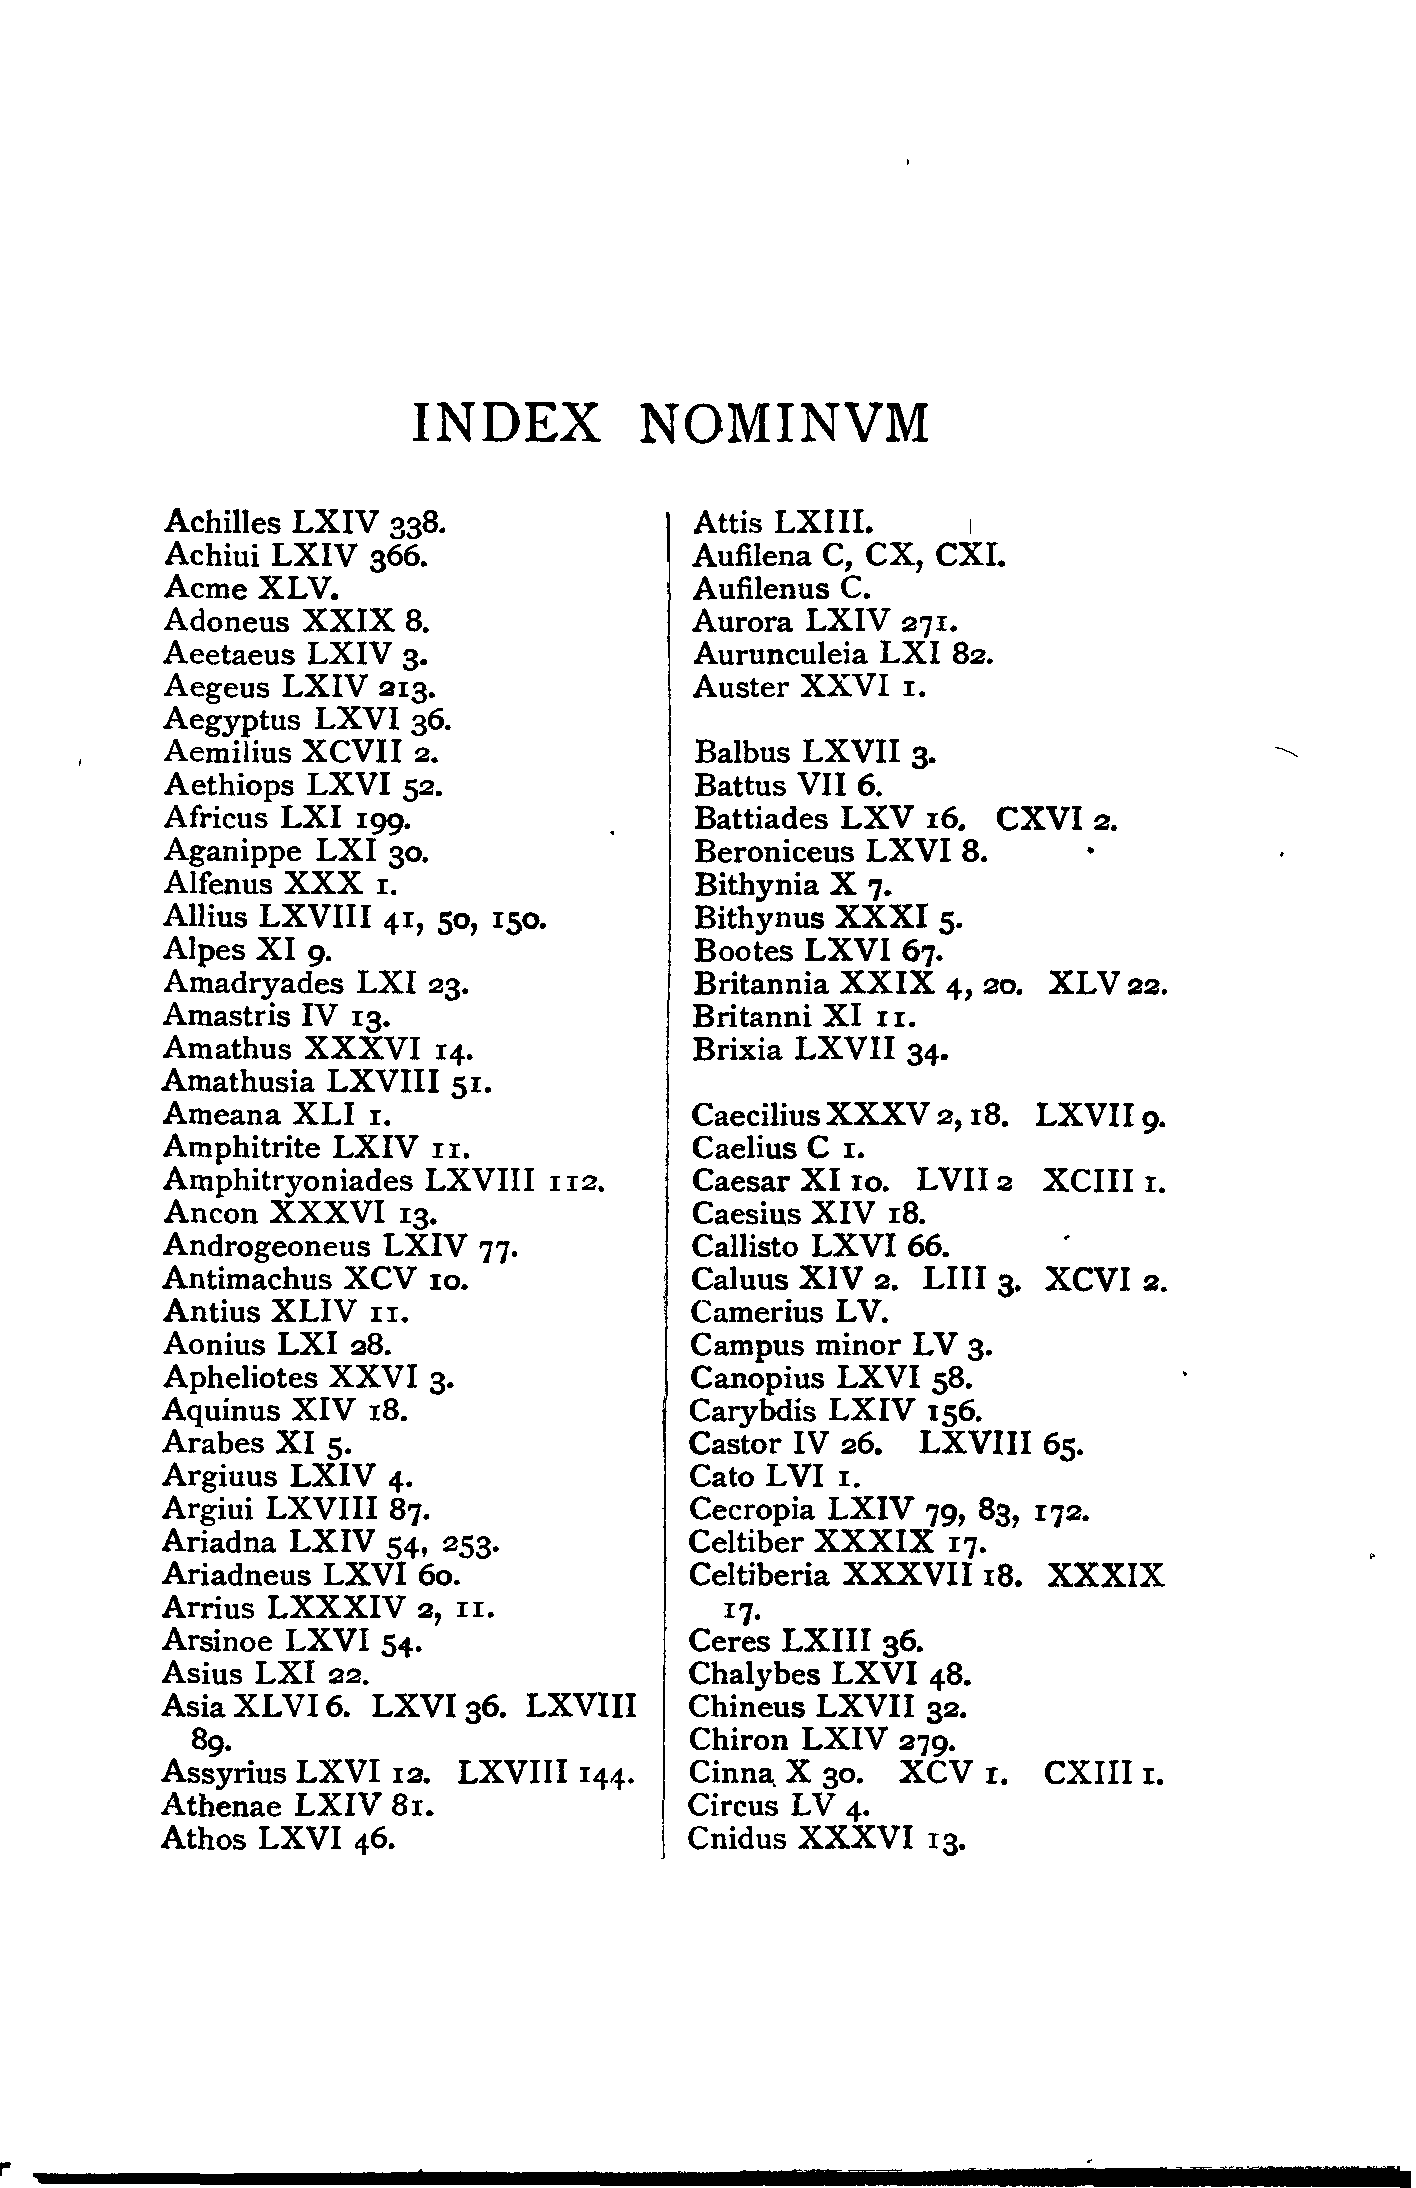 INDEX NOMINVM
Achilles LXIV 338.
Achiui LXIV 366.
Acme XLV.
Adoneus XXIX 8.
Aeetaeus LXIV 3.
Aegeus LXIV 213.
Aegyptus LXVI 36.
Aemilius XCVII 2.
Aethiops LXVI 52.
Africus LXI 199.
Aganippe LXI 30.
Alfenus XXX 1.
Allius LXVIII 41, 50, 150.
Alpes XI 9.
Amadryades LXI 23.
Amastris IV 13.
Amathus XXXVI 14.
Amathusia LXVIII 51.
Ameana XLI 1.
Amphitrite LXIV 11.
Amphitryoniades LXVIII 112.
Ancon XXXVI 13.
Androgeoneus LXIV 77.
Antimachus XCV 10.
Antius XLIV 11.
Aonius LXI 28.
Apheliotes XXVI 3.
Aquinus XIV 18.
Arabes XI 5.
Argiuus LXIV 4.
Argiui LXVIII 87.
Ariadna LXIV 54, 253.
Ariadneus LXVI 60.
Arrius LXXXIV 2, 11.
Arsinoe LXVI 54.
Asius LXI 22.
Asia XLVI 6. LXVI 36. LXVIII
89.
Assyrius LXVI 12. LXVIII 144.
Athenae LXIV 81.
Athos LXVI 46.
Attis LXIII.
Aufilena C, CX, CXI.
Aufilenus C.
Aurora LXIV 271.
Aurunculeia LXI 82.
Auster XXVI 1.
Balbus LXVII 3.
Battus VII 6.
Battiades LXV 16. CXVI 2.
Beroniceus LXVI 8.
Bithynia X 7.
Bithynus XXXI 5.
Bootes LXVI 67.
Britannia XXIX 4, 20. XLV 22.
Britanni XI 11.
Brixia LXVII 34.
Caecilius XXXV 2, 18. LXVII 9.
Caelius C 1.
Caesar XI 10. LVII 2 XCIII 1.
Caesius XIV 18.
Callisto LXVI 66.
Caluus XIV 2. LIII 3. XCVI 2.
Camerius LV.
Campus minor LV 3.
Canopius LXVI 58.
Carybdis LXIV 156.
Castor IV 26. LXVIII 65.
Cato LVI 1.
Cecropia LXIV 79, 83, 172.
Celtiber XXXIX 17.
Celtiberia XXXVII 18. XXXIX
17.
Ceres LXIII 36.
Chalybes LXVI 48.
Chineus LXVII 32.
Chiron LXIV 279.
Cinna X 30. XCV 1. CXIII 1.
Circus LV 4.
Cnidus XXXVI 13.